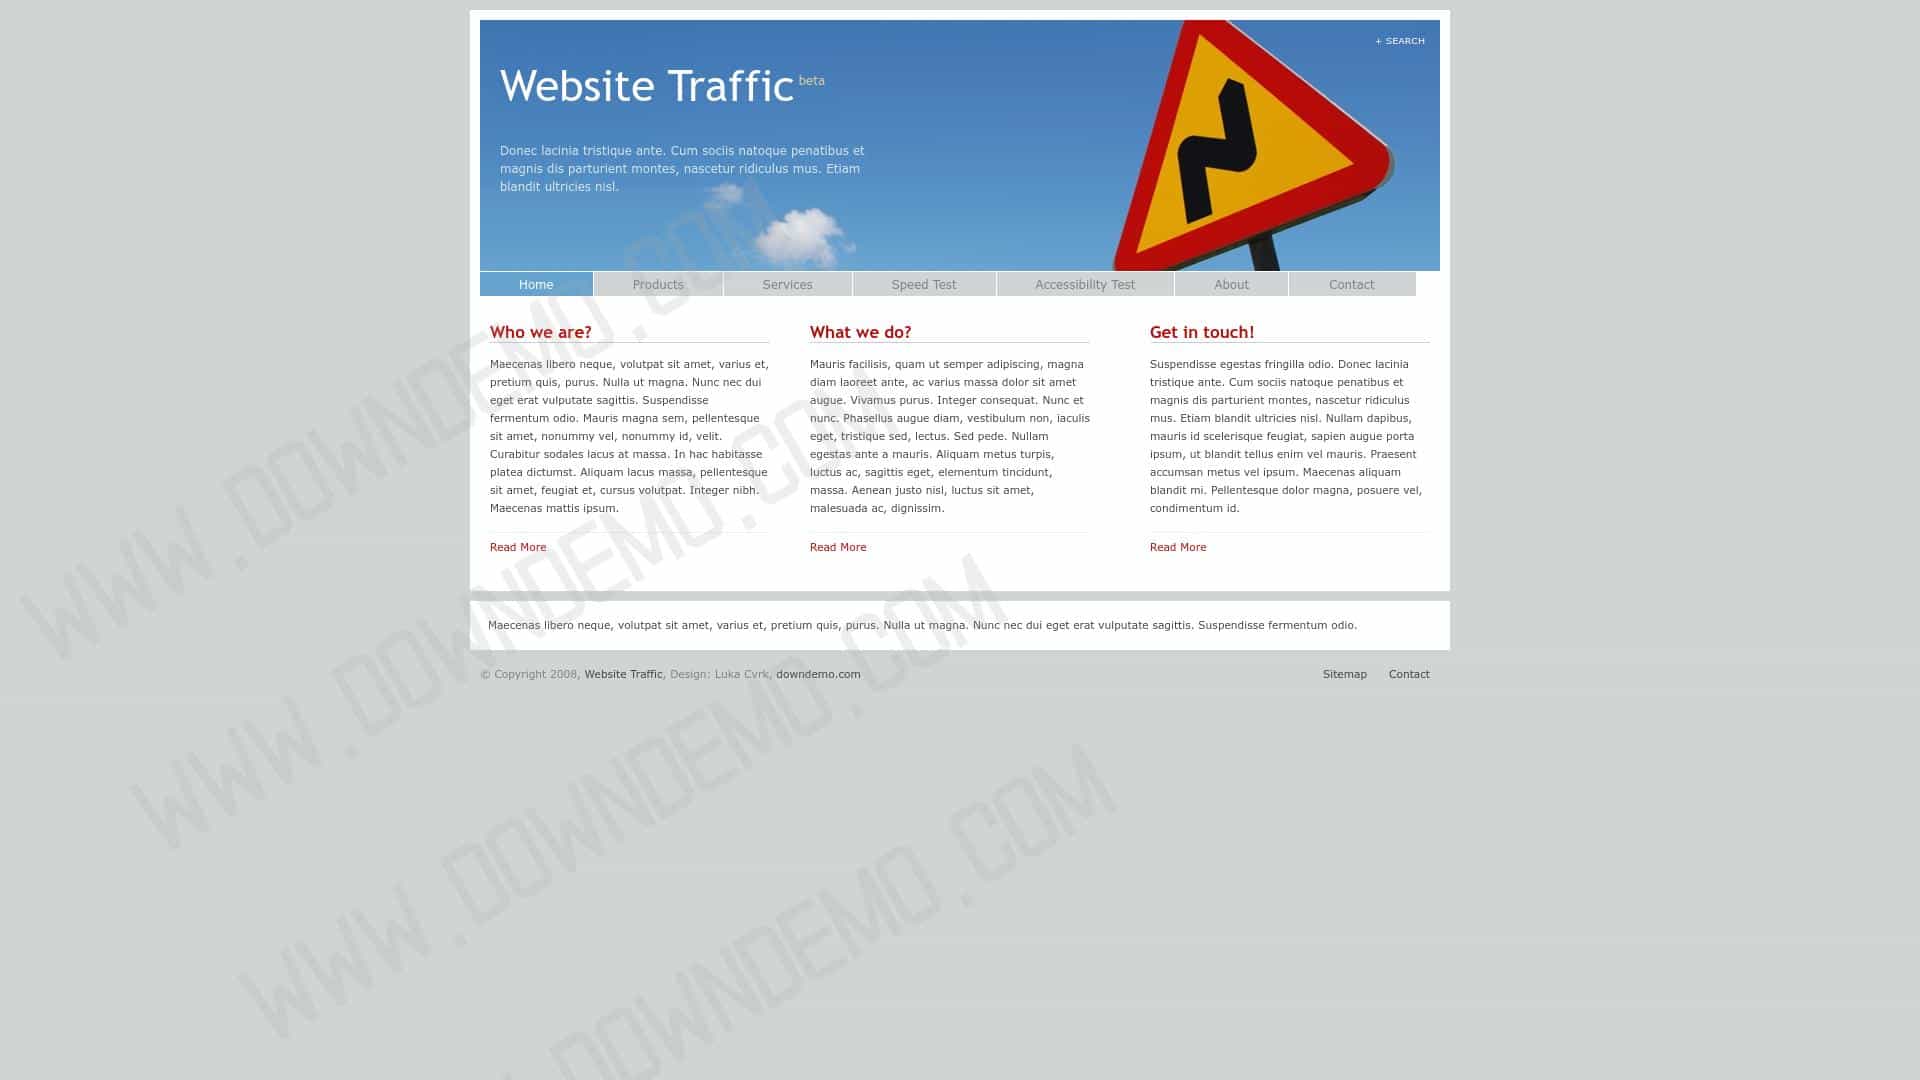 + SEARCH
Website Traffic beta
Donec lacinia tristique ante. Cum sociis natoque penatibus et
magnis dis parturient montes, nascetur ridiculus mus. Etiam
blandit ultricies nisl.
Home Products Services Speed Test Accessibility Test About Contact
Who we are?
Maecenas libero neque, volutpat sit amet, varius et,
pretium quis, purus. Nulla ut magna. Nunc nec dui
eget erat vulputate sagittis. Suspendisse
fermentum odio. Mauris magna sem, pellentesque
sit amet, nonummy vel, nonummy id, velit.
Curabitur sodales lacus at massa. In hac habitasse
platea dictumst. Aliquam lacus massa, pellentesque
sit amet, feugiat et, cursus volutpat. Integer nibh.
Maecenas mattis ipsum.
Read More
What we do?
Mauris facilisis, quam ut semper adipiscing, magna
diam laoreet ante, ac varius massa dolor sit amet
augue. Vivamus purus. Integer consequat. Nunc et
nunc. Phasellus augue diam, vestibulum non, iaculis
eget, tristique sed, lectus. Sed pede. Nullam
egestas ante a mauris. Aliquam metus turpis,
luctus ac, sagittis eget, elementum tincidunt,
massa. Aenean justo nisl, luctus sit amet,
malesuada ac, dignissim.
Read More
Get in touch!
Suspendisse egestas fringilla odio. Donec lacinia
tristique ante. Cum sociis natoque penatibus et
magnis dis parturient montes, nascetur ridiculus
mus. Etiam blandit ultricies nisl. Nullam dapibus,
mauris id scelerisque feugiat, sapien augue porta
ipsum, ut blandit tellus enim vel mauris. Praesent
accumsan metus vel ipsum. Maecenas aliquam
blandit mi. Pellentesque dolor magna, posuere vel,
condimentum id.
Read More
Maecenas libero neque, volutpat sit amet, varius et, pretium quis, purus. Nulla ut magna. Nunc nec dui eget erat vulputate sagittis. Suspendisse fermentum odio.
© Copyright 2008, Website Traffic, Design: Luka Cvrk, downdemo.com
Sitemap Contact
WWW.DOWNDEMO.COM
WWW.DOWNDEMO.COM
WWW.DOWNDEMO.COM
DOWNDEMO.COM